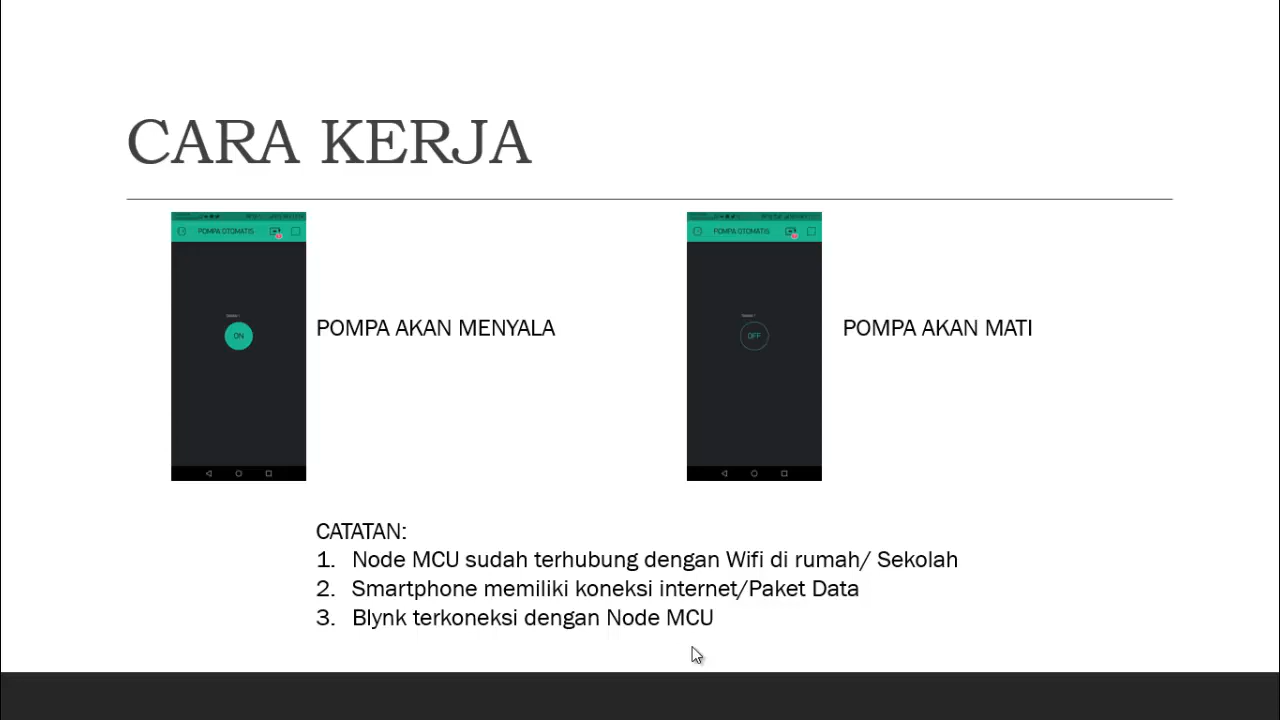 CARA KERJA
POMPA OTOMATIS
ON
POMPA AKAN MENYALA
POMPA OTOMATIS
OFF
POMPA AKAN MATI
CATATAN:
1. Node MCU sudah terhubung dengan Wifi di rumah/ Sekolah
2. Smartphone memiliki koneksi internet/Paket Data
3. Blynk terkoneksi dengan Node MCU